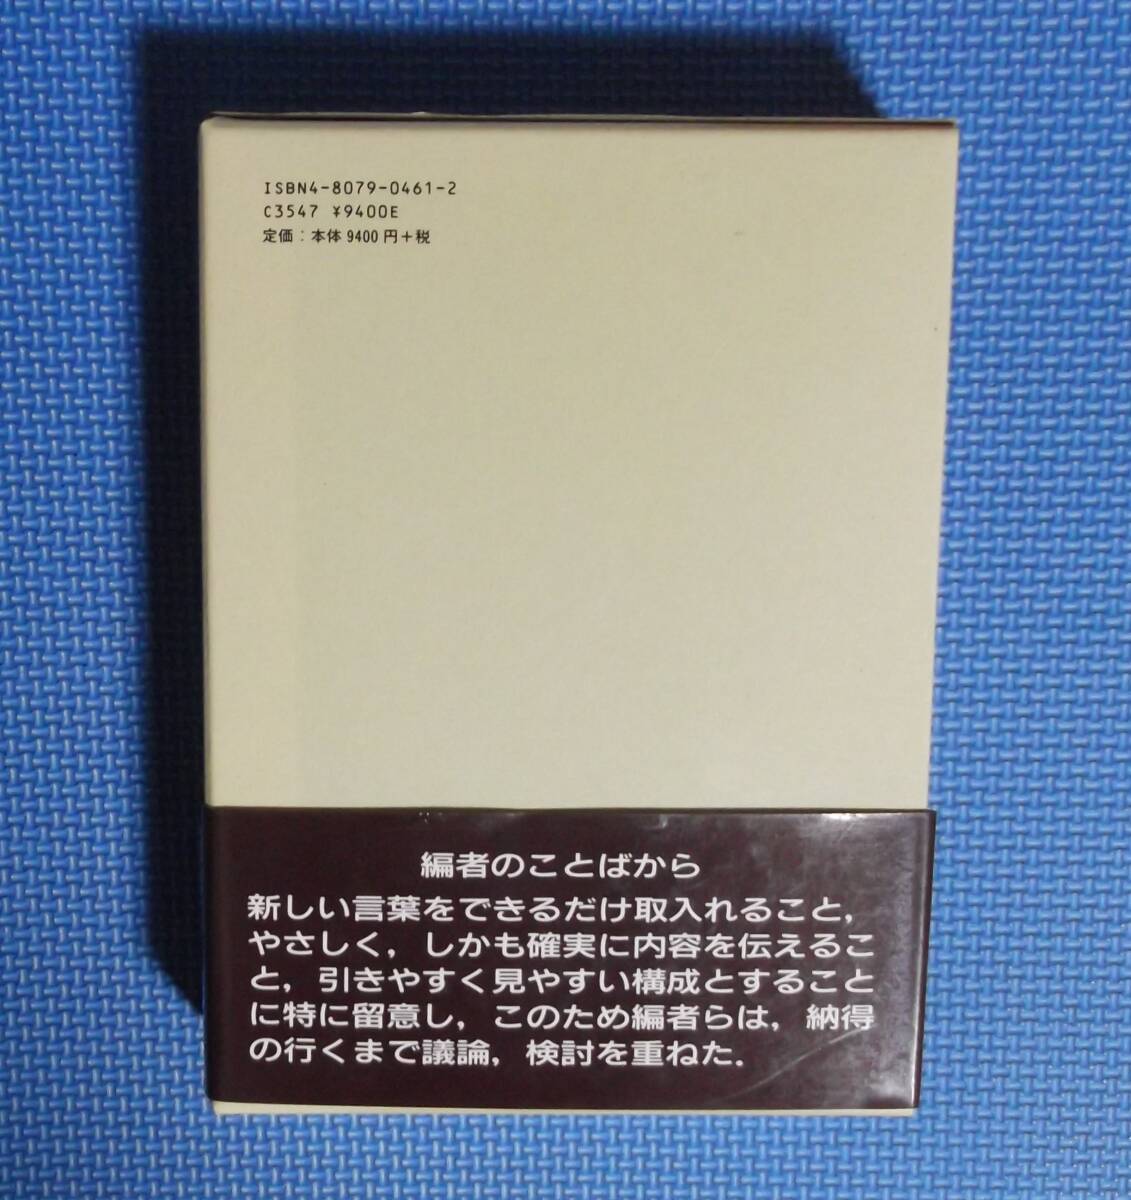 ISBN4-8079-0461-2
C3547 ¥9400E
定価：本体 9400 円＋税
編者のことばから
新しい言葉をできるだけ取入れること，
やさしく，しかも確実に内容を伝えるこ
と，引きやすく見やすい構成とすること
に特に留意し，このため編者らは，納得
の行くまで議論，検討を重ねた．